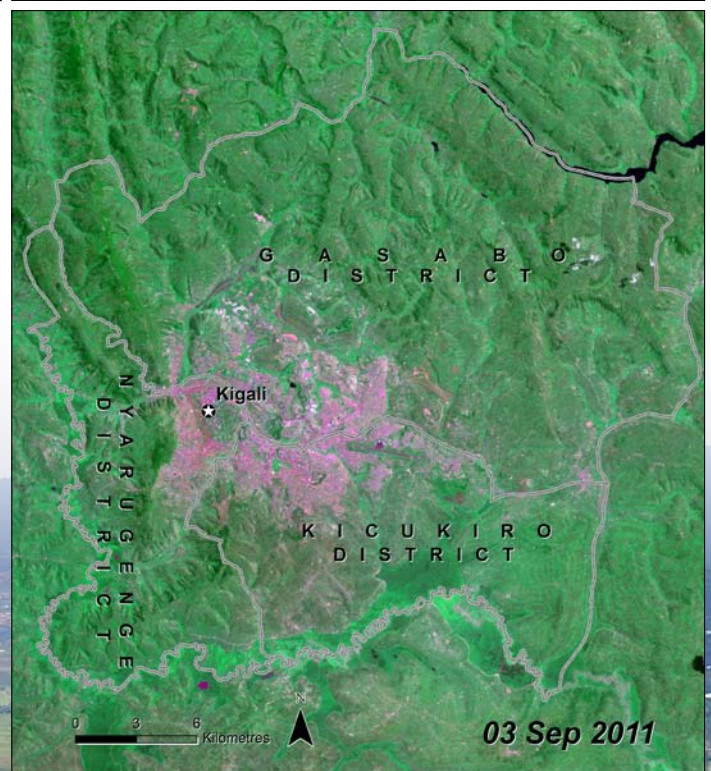 G A S A B O
D I S T R I C T
Kigali
N Y A R U G E N G E
D I S T R I C T
K I C U K I R O
D I S T R I C T
N
0 3 6
Kilometres
03 Sep 2011